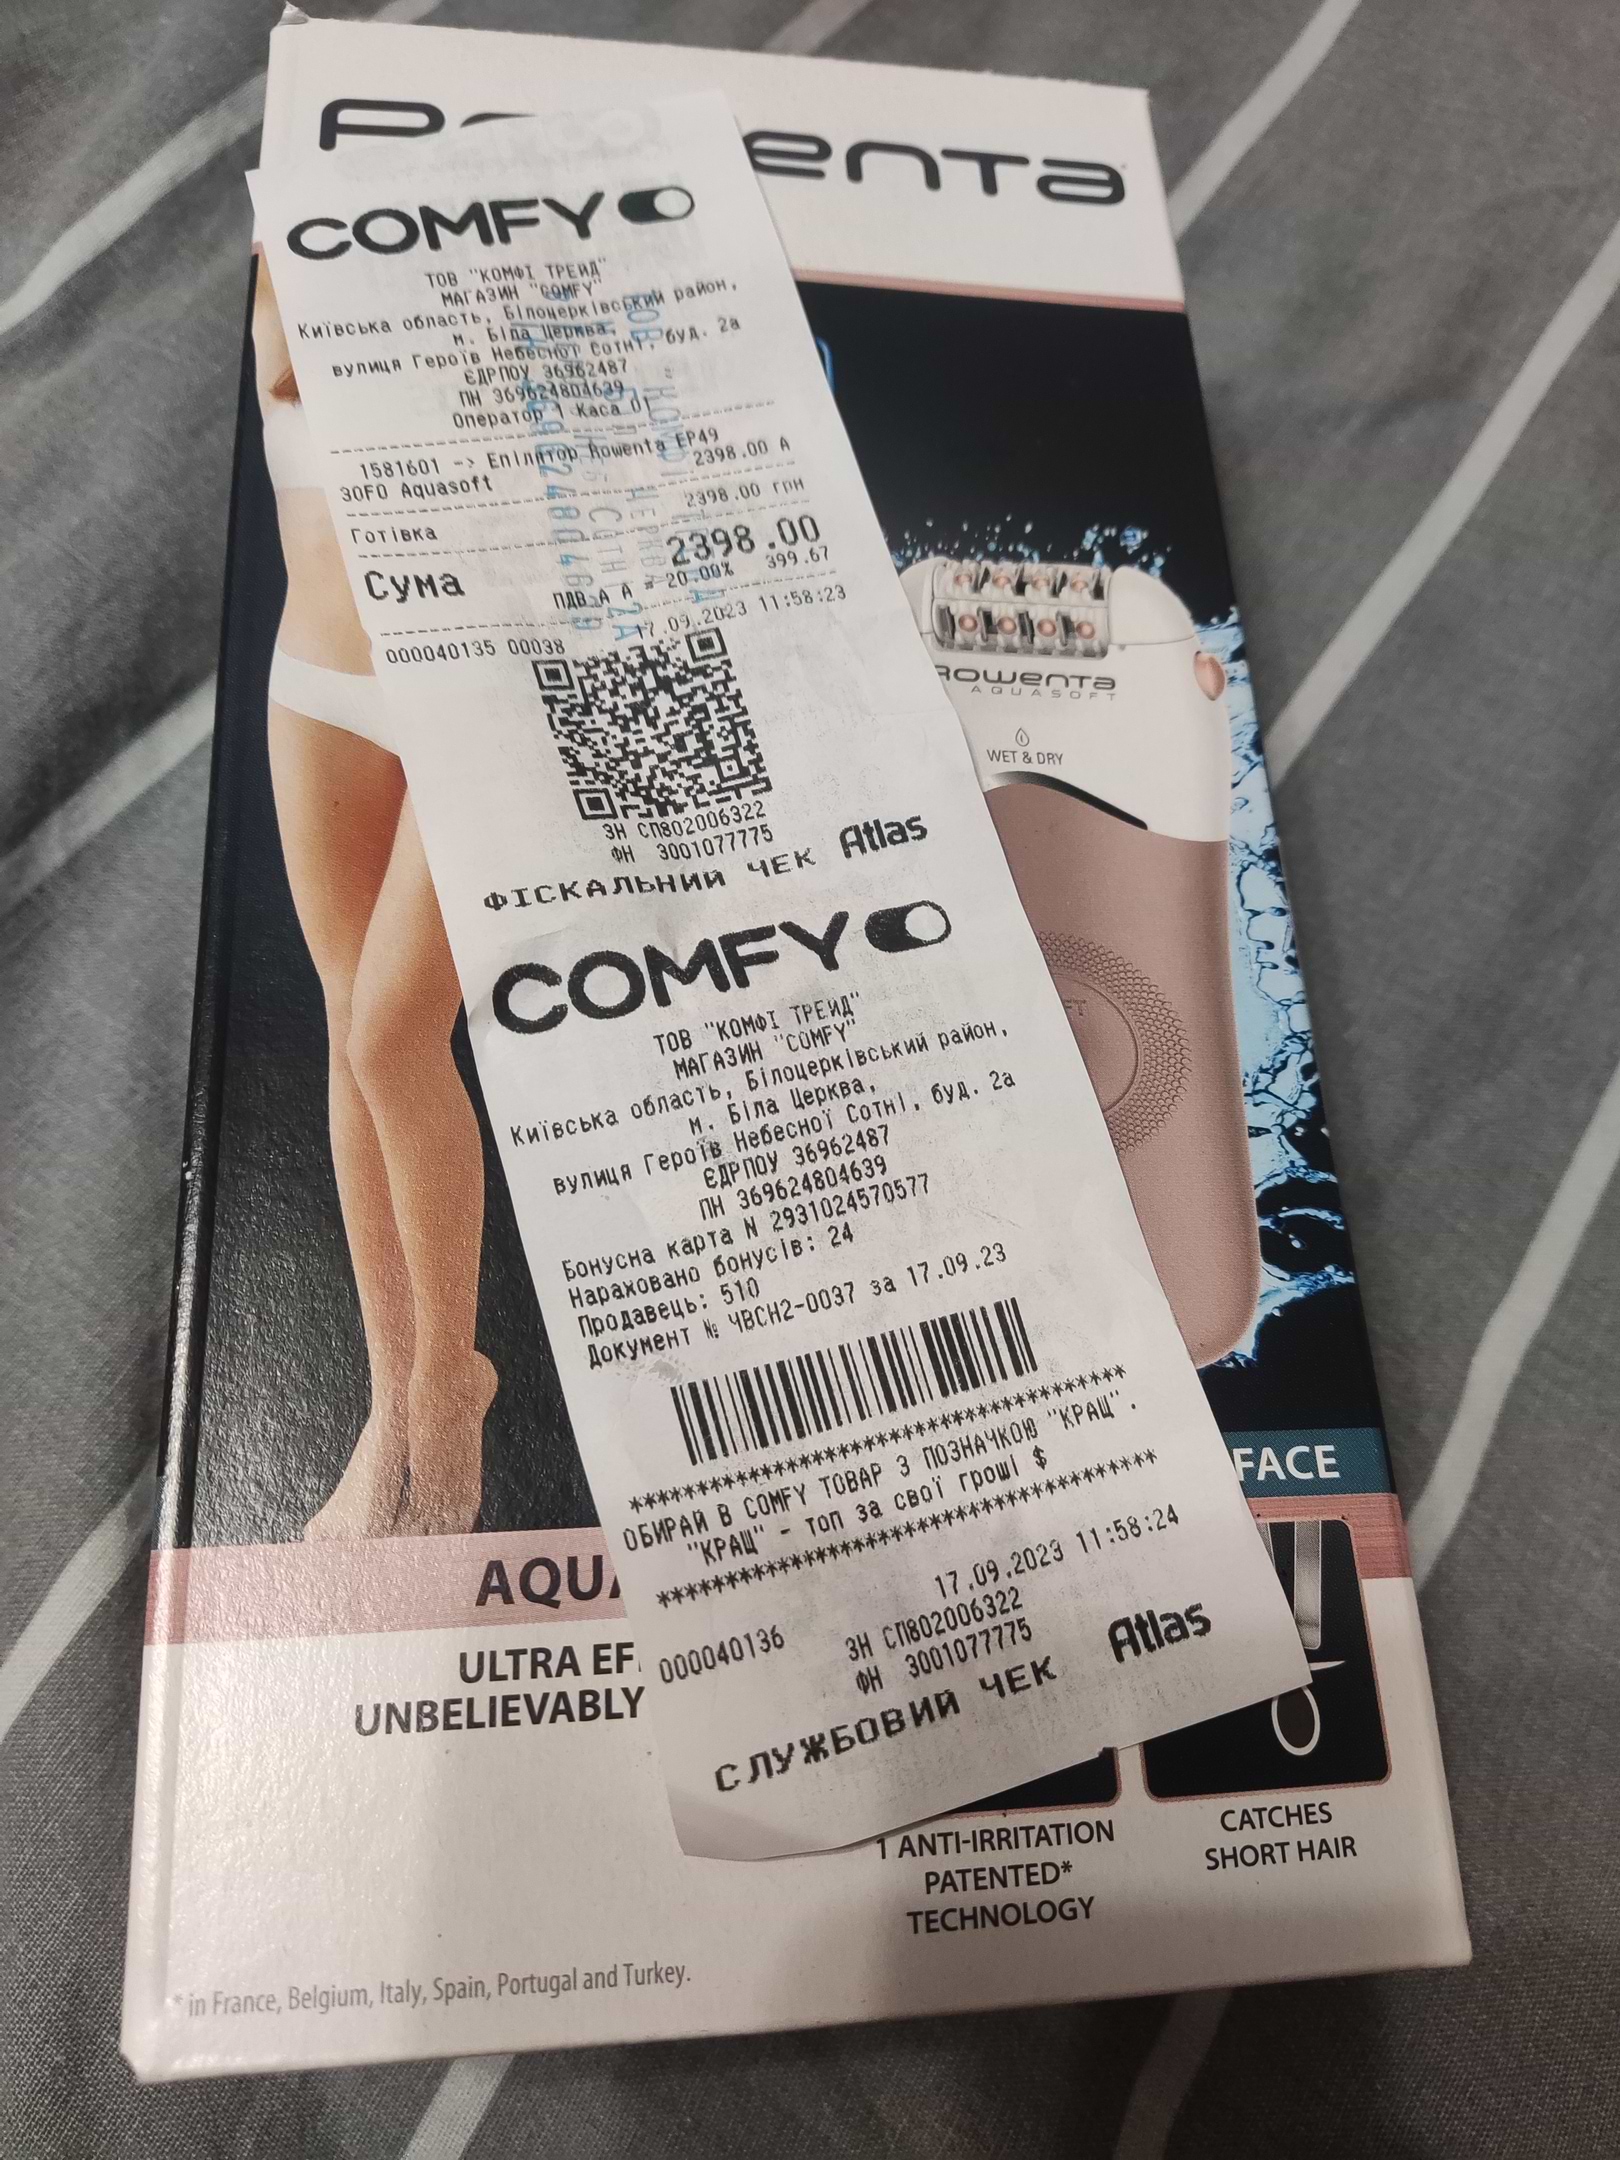 COMFY
ТОВ "КОМФІ ТРЕЙД"
МАГАЗИН "COMFY"
Київська область, Білоцерківський район,
м. Біла Церква,
вулиця Героїв Небесної Сотні, буд. 2а
ЄДРПОУ 36962487
ПН 369624804639
Оператор 1 Каса 01
1581601 -> Епілятор Rowenta EP49
30F0 Aquasoft 2398.00 А
Готівка 2398.00 грн
Сума 2398.00
ПДВ А А = 20.00% 399.67
000040135 00038 17.09.2023 11:58:23
ЗН СП802006322
ФН 3001077775
ФІСКАЛЬНИЙ ЧЕК Atlas
COMFY
ТОВ "КОМФІ ТРЕЙД"
МАГАЗИН "COMFY"
Київська область, Білоцерківський район,
м. Біла Церква,
вулиця Героїв Небесної Сотні, буд. 2а
ЄДРПОУ 36962487
ПН 369624804639
Бонусна карта N 2931024570577
Нараховано бонусів: 24
Продавець: 510
Документ № ЧВСН2-0037 за 17.09.23
************************************
ОБИРАЙ В COMFY ТОВАР З ПОЗНАЧКОЮ "КРАЩ".
"КРАЩ" - топ за свої гроші $
************************************
17.09.2023 11:58:24
000040136 ЗН СП802006322
ФН 3001077775
СЛУЖБОВИЙ ЧЕК Atlas
ROWENTA
AQUASOFT
WET & DRY
FACE
ULTRA
UNBELIEVABLY
1 ANTI-IRRITATION
PATENTED*
TECHNOLOGY
CATCHES
SHORT HAIR
* in France, Belgium, Italy, Spain, Portugal and Turkey.